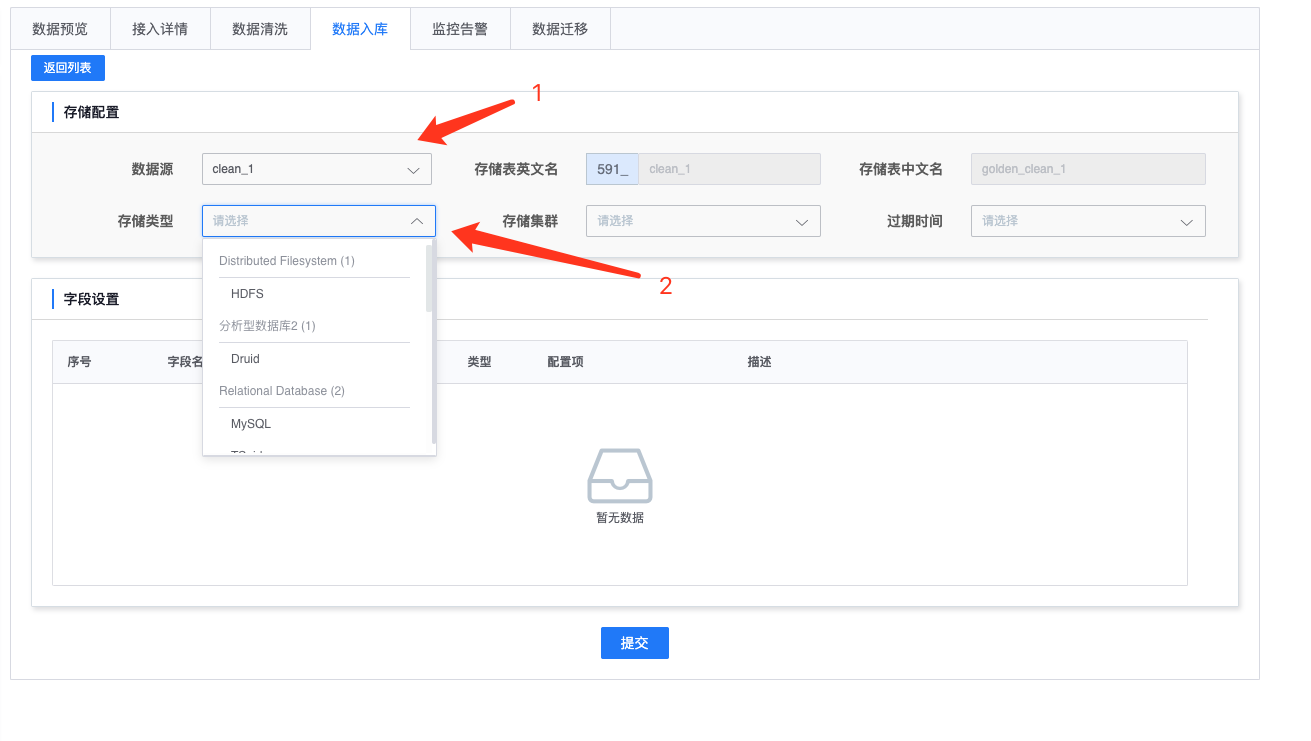 数据预览 接入详情 数据清洗 数据入库 监控告警 数据迁移
返回列表
1
存储配置
数据源 clean_1 存储表英文名 591_ clean_1 存储表中文名 golden_clean_1
存储类型 请选择 存储集群 请选择 过期时间 请选择
Distributed Filesystem (1)
2
HDFS
字段设置
分析型数据库2 (1)
Druid
序号 字段名 类型 配置项 描述
Relational Database (2)
MySQL
暂无数据
提交